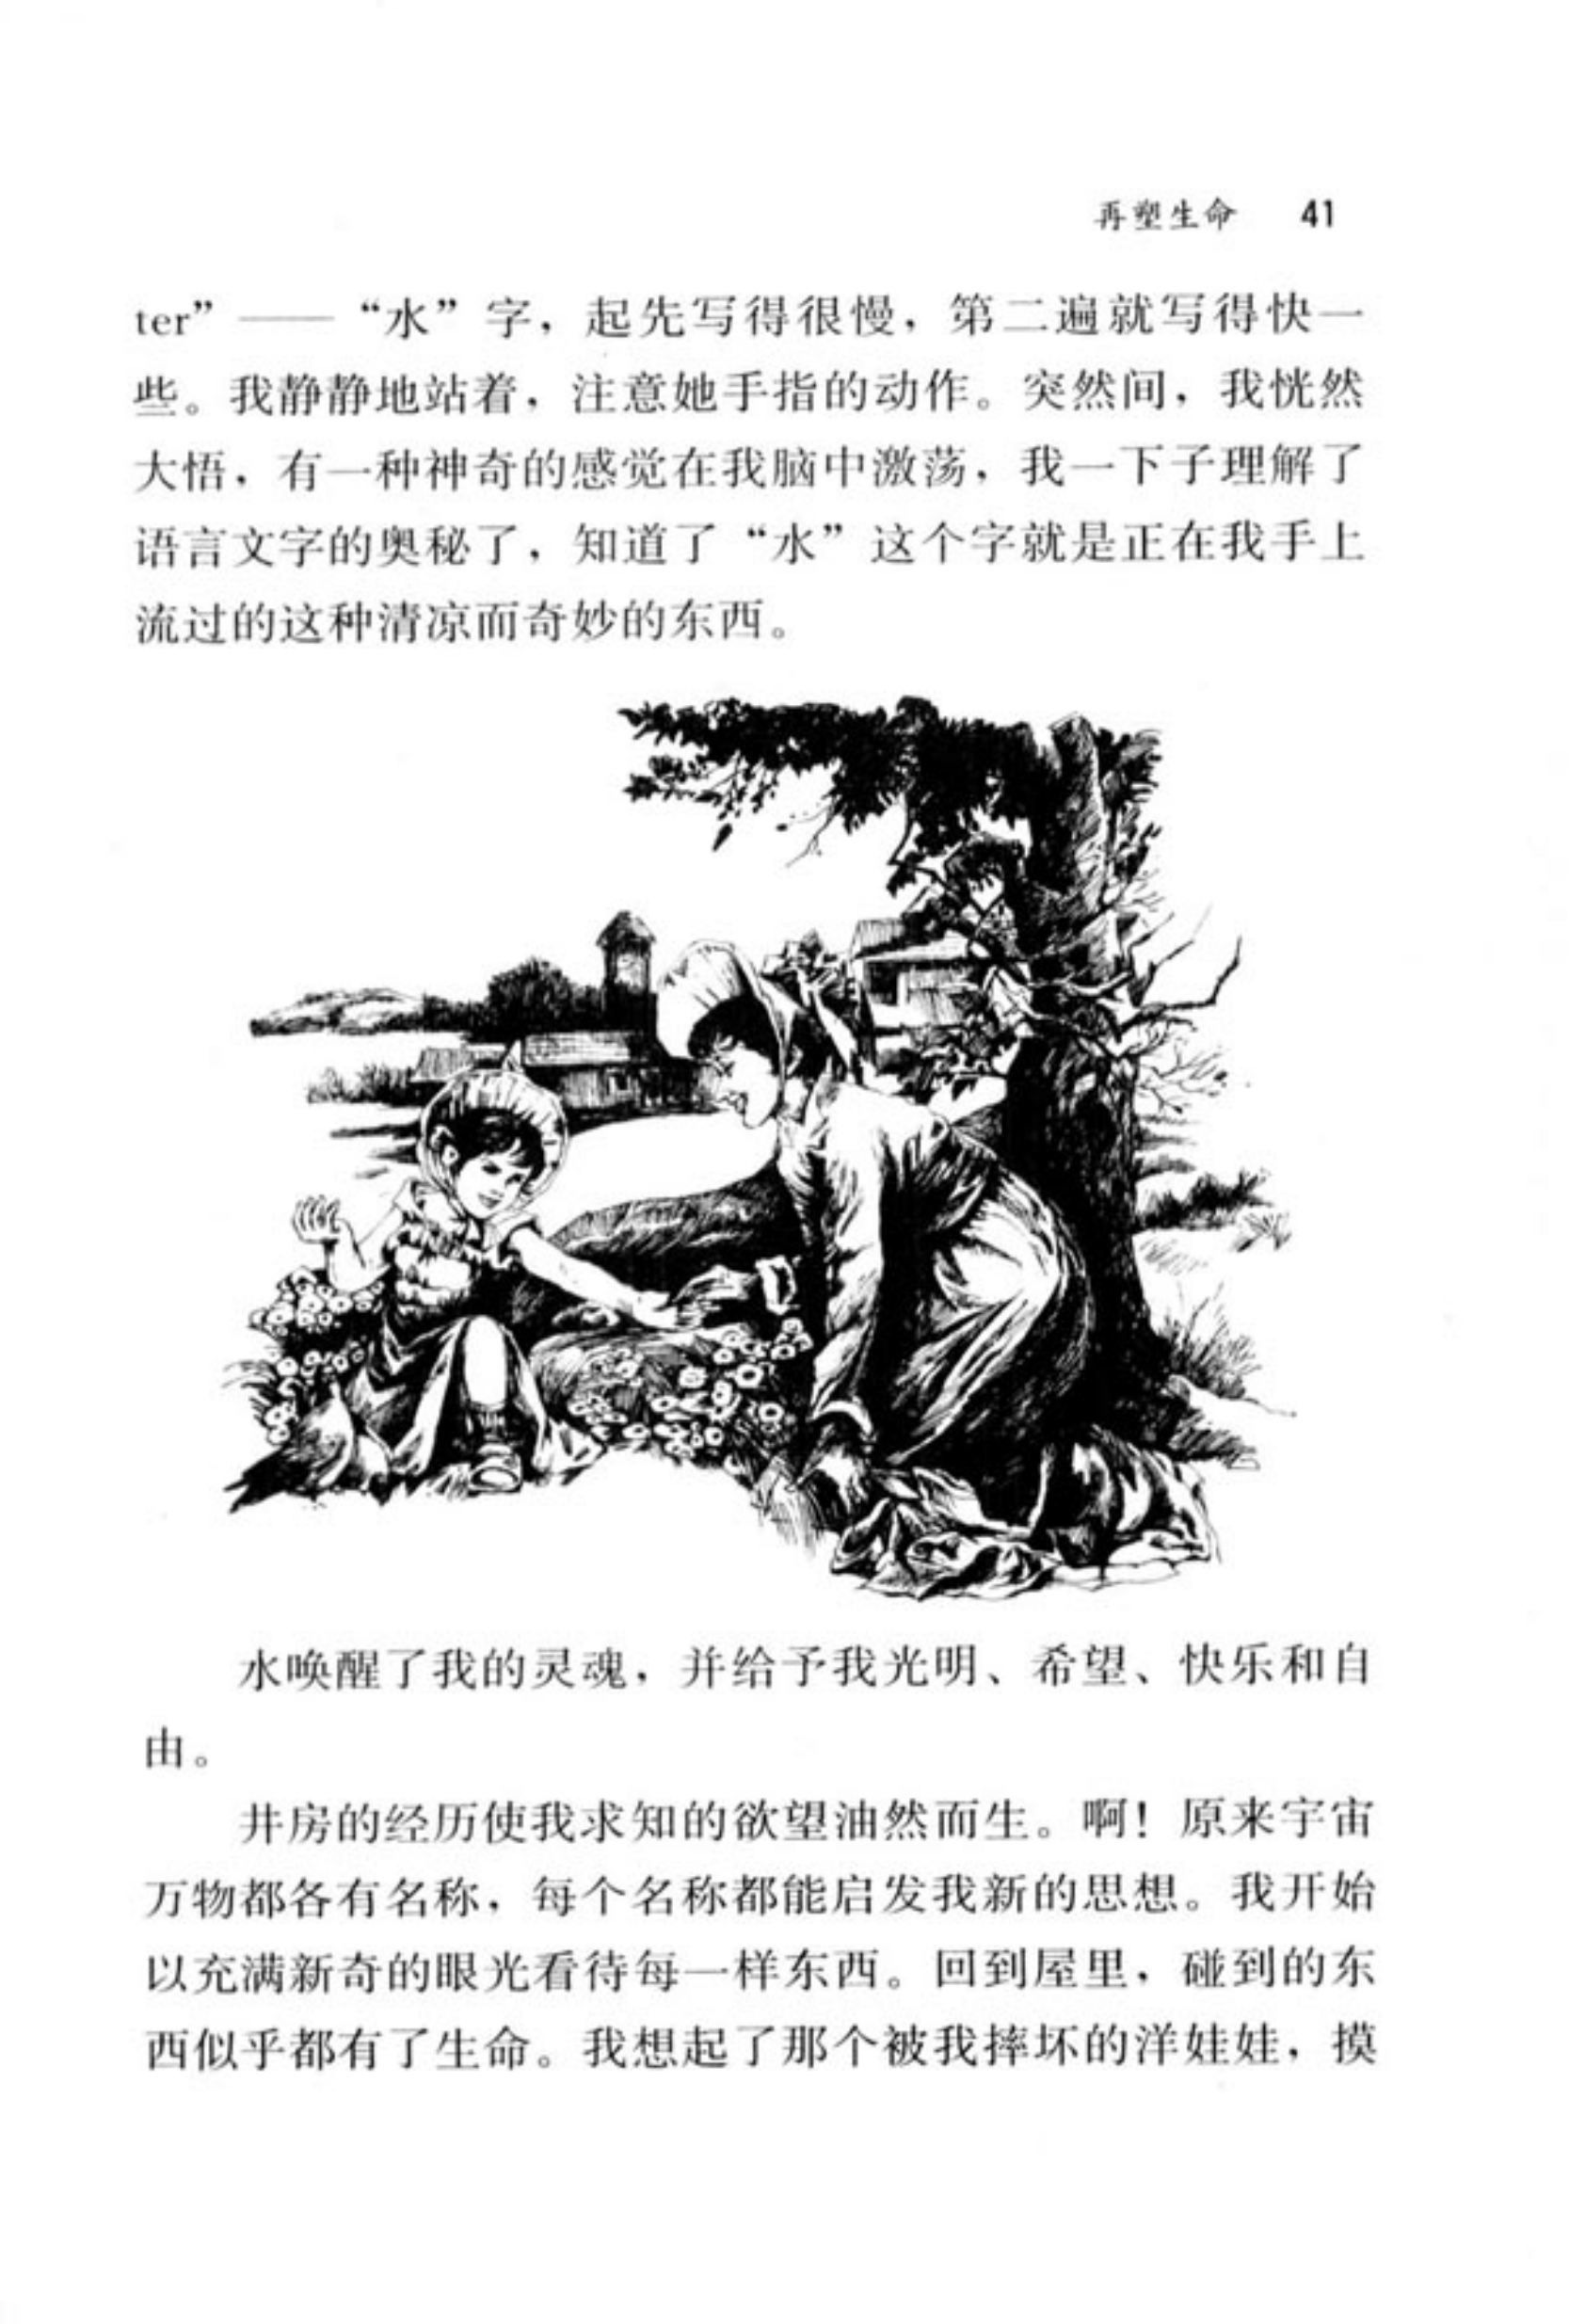 再塑生命 41
ter”——“水”字，起先写得很慢，第二遍就写得快一
些。我静静地站着，注意她手指的动作。突然间，我恍然
大悟，有一种神奇的感觉在我脑中激荡，我一下子理解了
语言文字的奥秘了，知道了“水”这个字就是正在我手上
流过的这种清凉而奇妙的东西。
水唤醒了我的灵魂，并给予我光明、希望、快乐和自
由。
井房的经历使我求知的欲望油然而生。啊！原来宇宙
万物都各有名称，每个名称都能启发我新的思想。我开始
以充满新奇的眼光看待每一样东西。回到屋里，碰到的东
西似乎都有了生命。我想起了那个被我摔坏的洋娃娃，摸